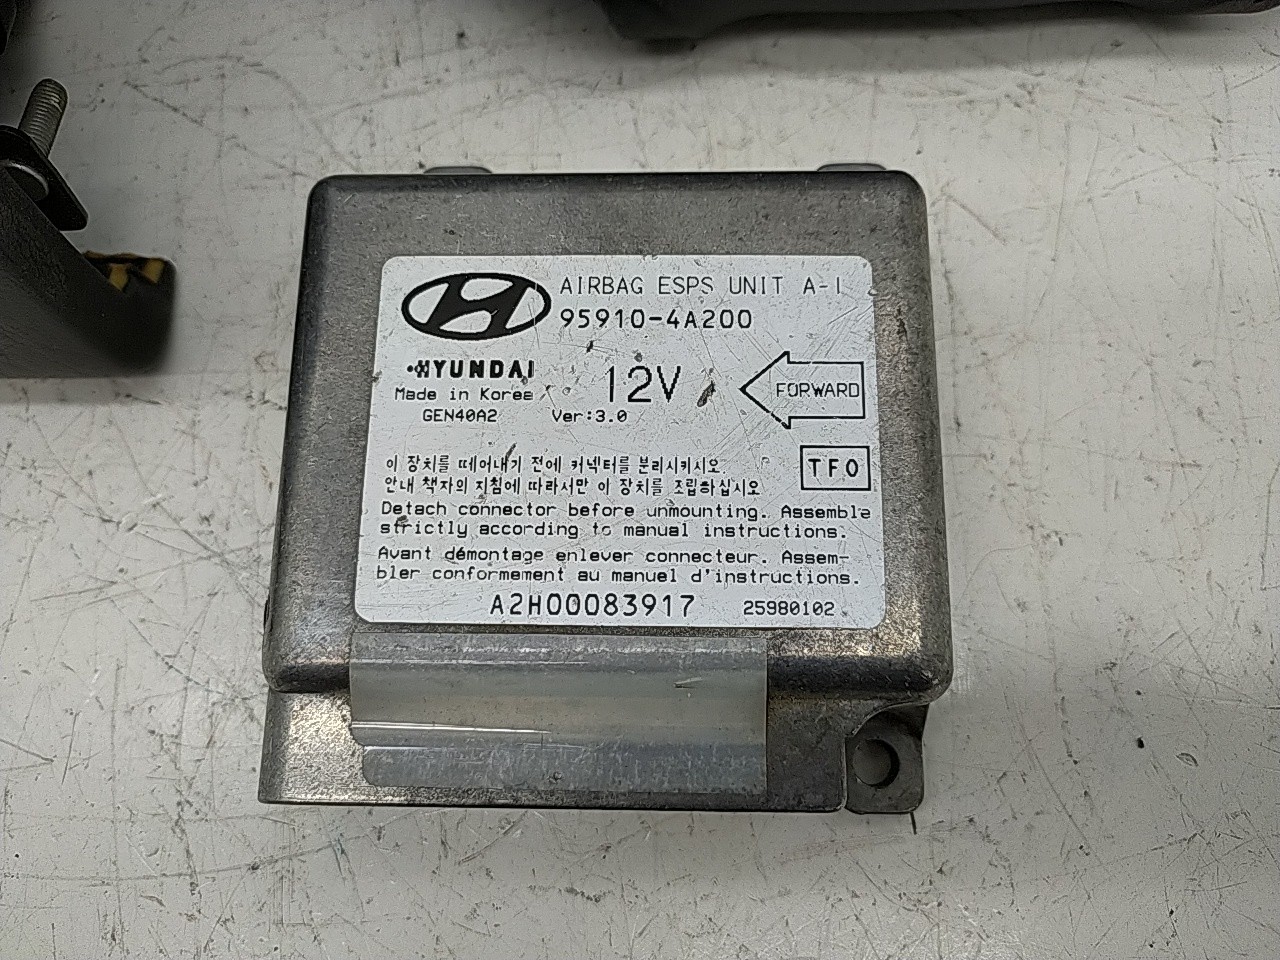 AIRBAG ESPS UNIT A-1
95910-4A200
HYUNDAI
12V
FORWARD
Made in Korea
GEN40A2 Ver:3.0
TFO
이 장치를 떼어내기 전에 커넥터를 분리시키시오
안내 책자의 지침에 따라서만 이 장치를 조립하십시오
Detach connector before unmounting. Assemble
strictly according to manual instructions.
Avant démontage enlever connecteur. Assem-
bler conformement au manuel d'instructions.
A2H00083917 25980102